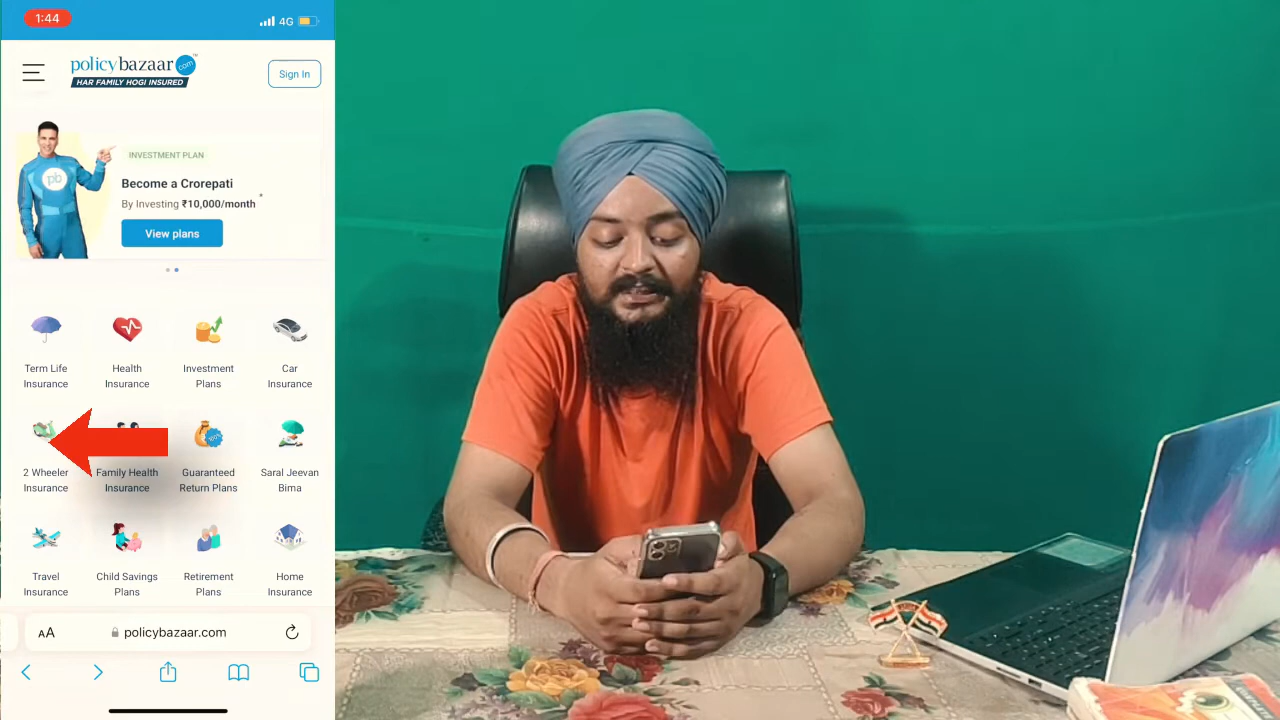 1:44
4G
policybazaar.com
HAR FAMILY HOGI INSURED
Sign In
INVESTMENT PLAN
Become a Crorepati
By Investing ₹10,000/month*
View plans
pb
Term Life
Insurance
Health
Insurance
Investment
Plans
Car
Insurance
2 Wheeler
Insurance
Family Health
Insurance
Guaranteed
Return Plans
Saral Jeevan
Bima
Travel
Insurance
Child Savings
Plans
Retirement
Plans
Home
Insurance
AA
policybazaar.com